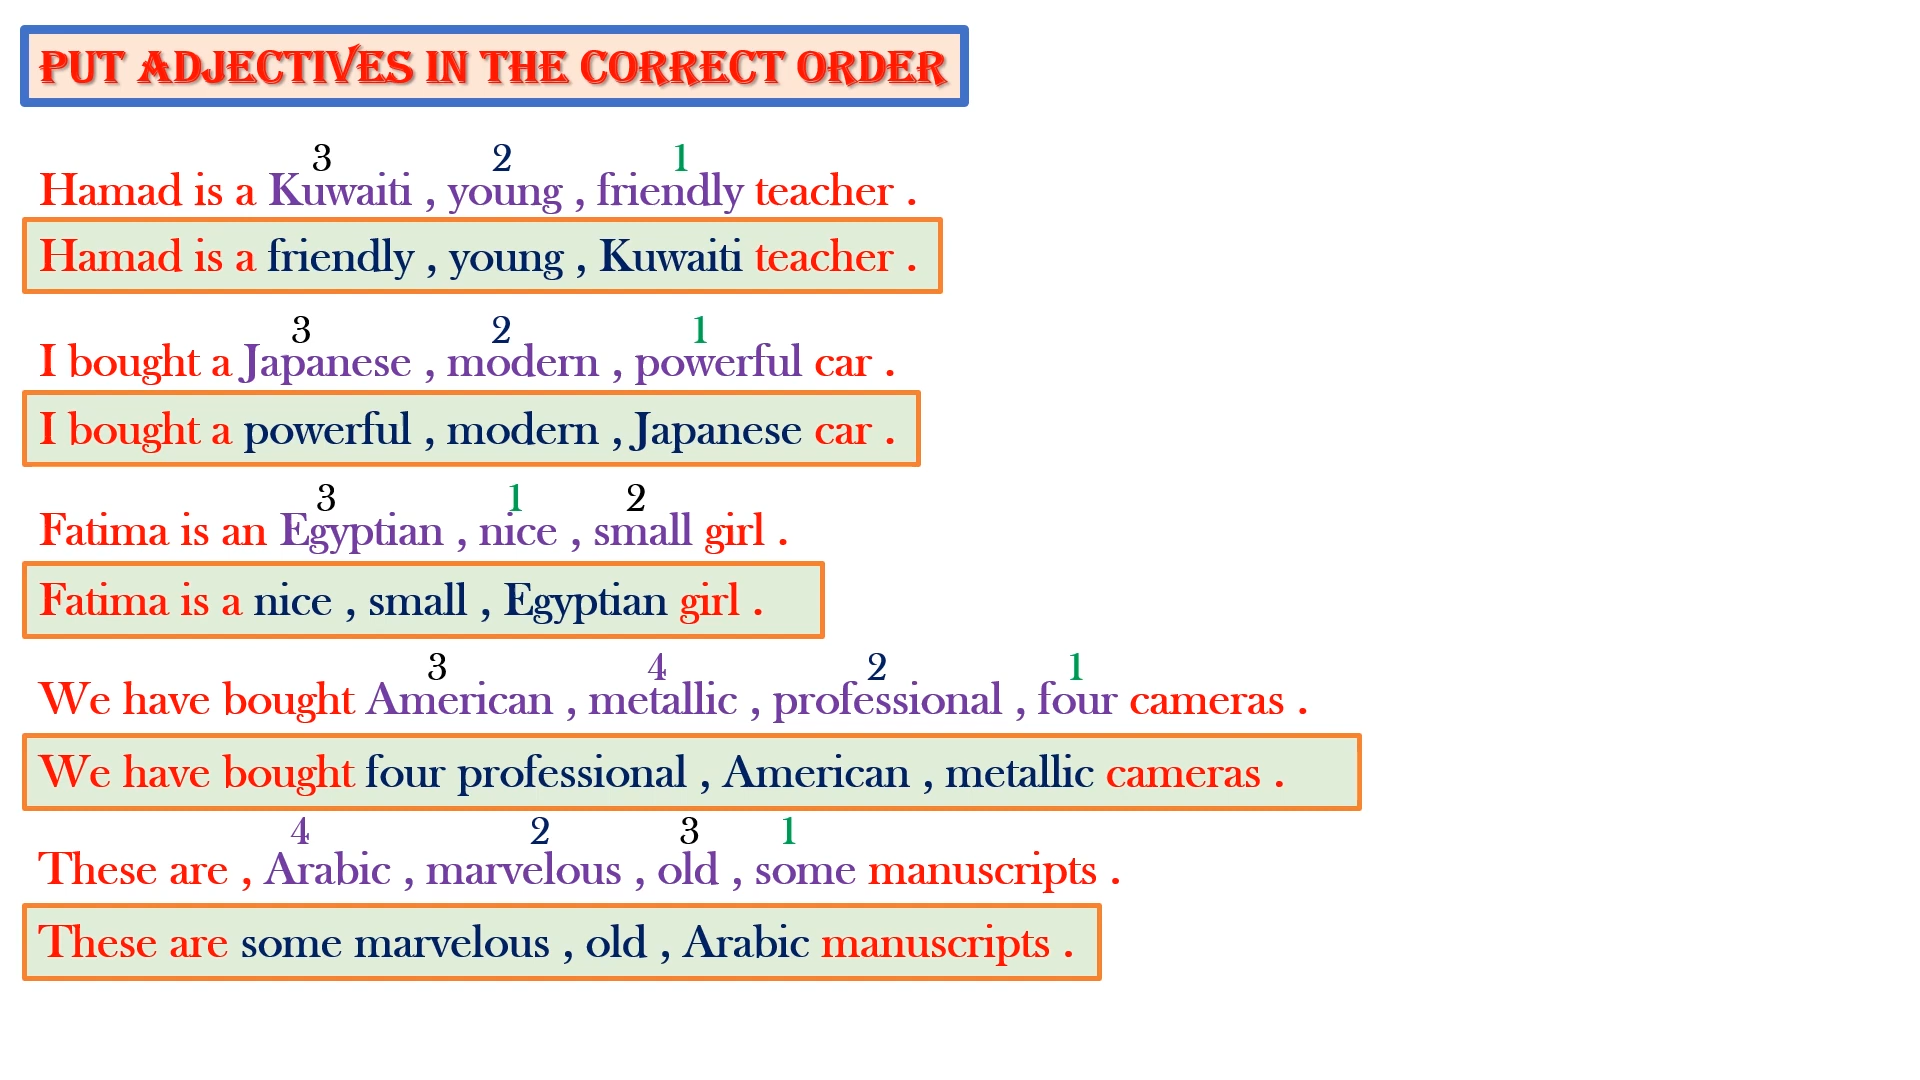 PUT ADJECTIVES IN THE CORRECT ORDER
3 2 1
Hamad is a Kuwaiti , young , friendly teacher .
Hamad is a friendly , young , Kuwaiti teacher .
3 2 1
I bought a Japanese , modern , powerful car .
I bought a powerful , modern , Japanese car .
3 1 2
Fatima is an Egyptian , nice , small girl .
Fatima is a nice , small , Egyptian girl .
3 4 2 1
We have bought American , metallic , professional , four cameras .
We have bought four professional , American , metallic cameras .
4 2 3 1
These are , Arabic , marvelous , old , some manuscripts .
These are some marvelous , old , Arabic manuscripts .